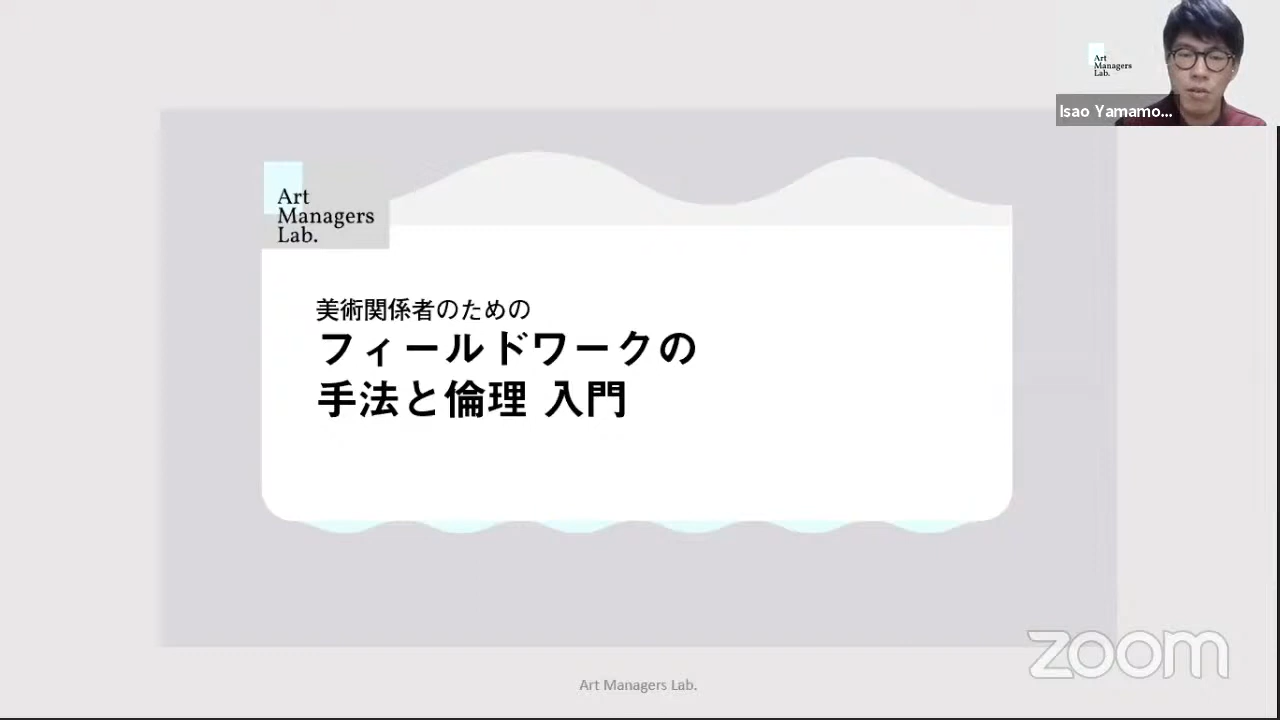 Art
Managers
Lab.
Isao Yamamo...
Art
Managers
Lab.
美術関係者のための
フィールドワークの
手法と倫理 入門
zoom
Art Managers Lab.